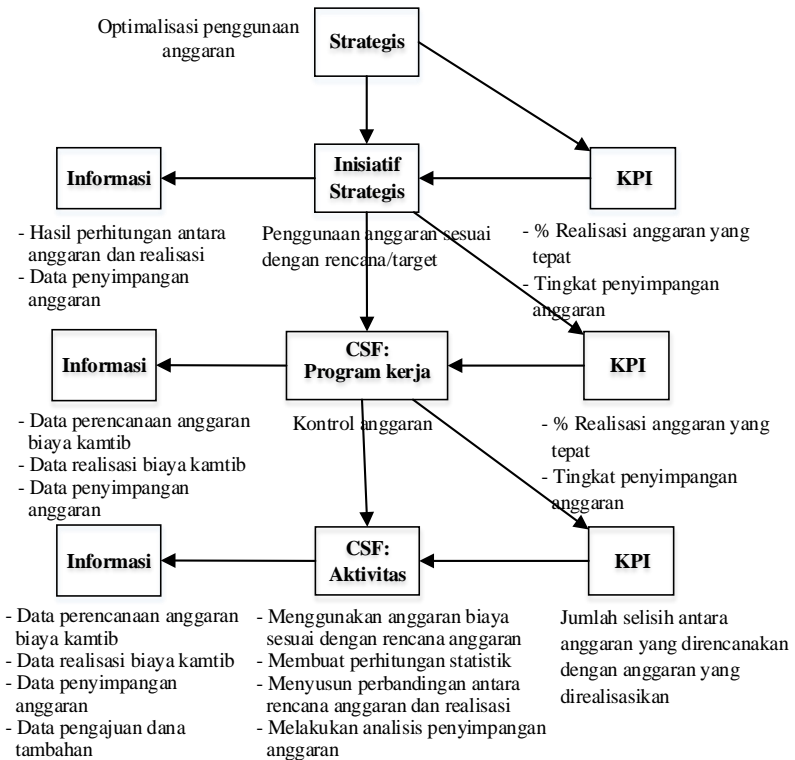 Optimalisasi penggunaan
anggaran
Strategis
Informasi
Inisiatif
Strategis
KPI
- Hasil perhitungan antara
anggaran dan realisasi
- Data penyimpangan
anggaran
Penggunaan anggaran sesuai
dengan rencana/target
- % Realisasi anggaran yang
tepat
- Tingkat penyimpangan
anggaran
Informasi
CSF:
Program kerja
KPI
- Data perencanaan anggaran
biaya kamtib
- Data realisasi biaya kamtib
- Data penyimpangan
anggaran
Kontrol anggaran
- % Realisasi anggaran yang
tepat
- Tingkat penyimpangan
anggaran
Informasi
CSF:
Aktivitas
KPI
- Data perencanaan anggaran
biaya kamtib
- Data realisasi biaya kamtib
- Data penyimpangan
anggaran
- Data pengajuan dana
tambahan
- Menggunakan anggaran biaya
sesuai dengan rencana anggaran
- Membuat perhitungan statistik
- Menyusun perbandingan antara
rencana anggaran dan realisasi
- Melakukan analisis penyimpangan
anggaran
Jumlah selisih antara
anggaran yang direncanakan
dengan anggaran yang
direalisasikan